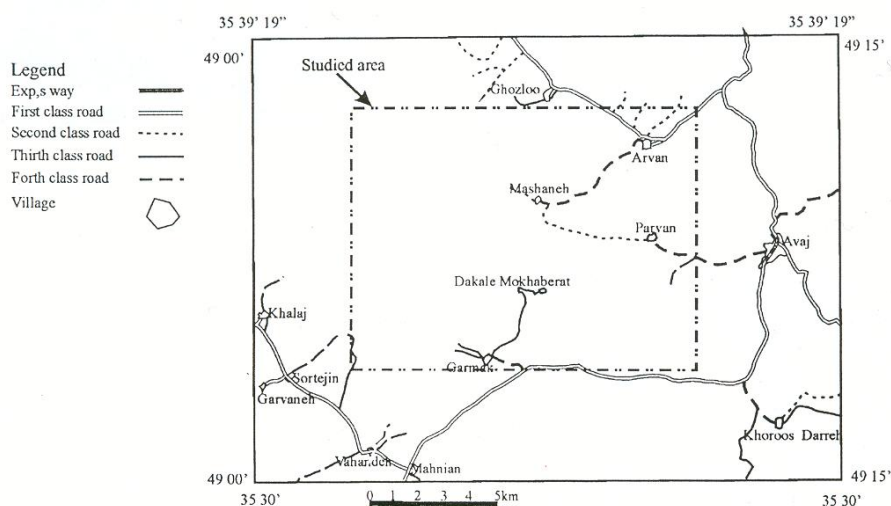 35 39' 19"
35 39' 19"
49 00'
49 15'
Legend
Exp,s way
First class road
Second class road
Thirth class road
Forth class road
Village
Studied area
Ghozloo
Arvan
Mashaneh
Parvan
Avaj
Dakale Mokhaberat
Khalaj
Garmak
Sortejin
Garvaneh
Khoroos Darreh
Vahandeh
Mahnian
49 00'
49 15'
35 30'
0 1 2 3 4 5km
35 30'